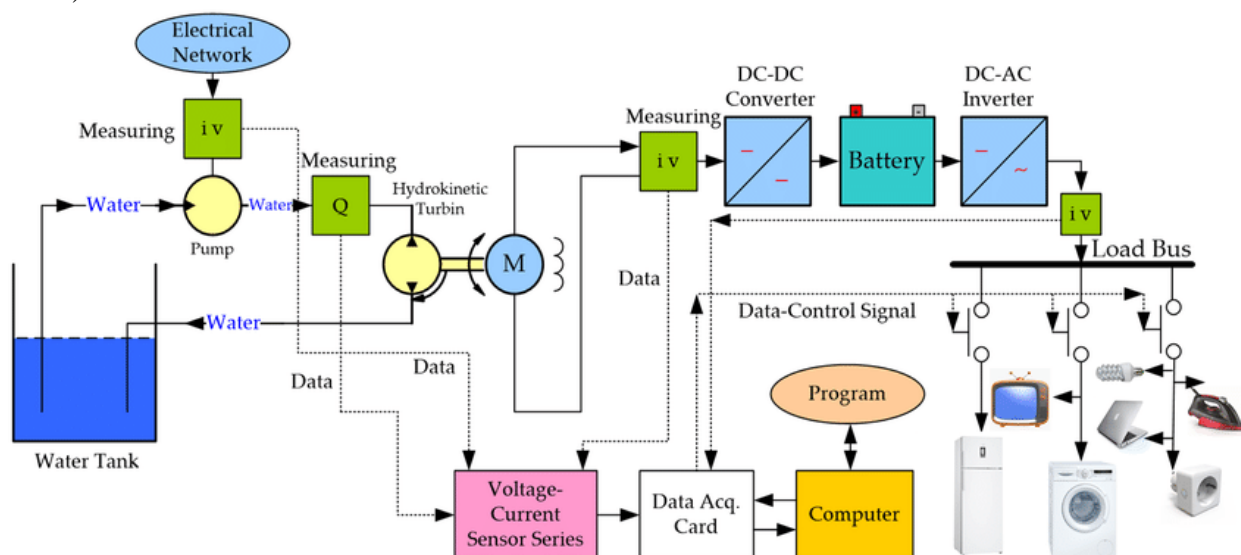 Electrical
Network
Measuring
i v
Measuring
Water
Water
Q
Pump
Hydrokinetic
Turbin
M
Measuring
i v
DC-DC
Converter
Battery
DC-AC
Inverter
i v
Load Bus
Water
Data
Data
Data
Data-Control Signal
Water Tank
Program
Voltage-
Current
Sensor Series
Data Acq.
Card
Computer